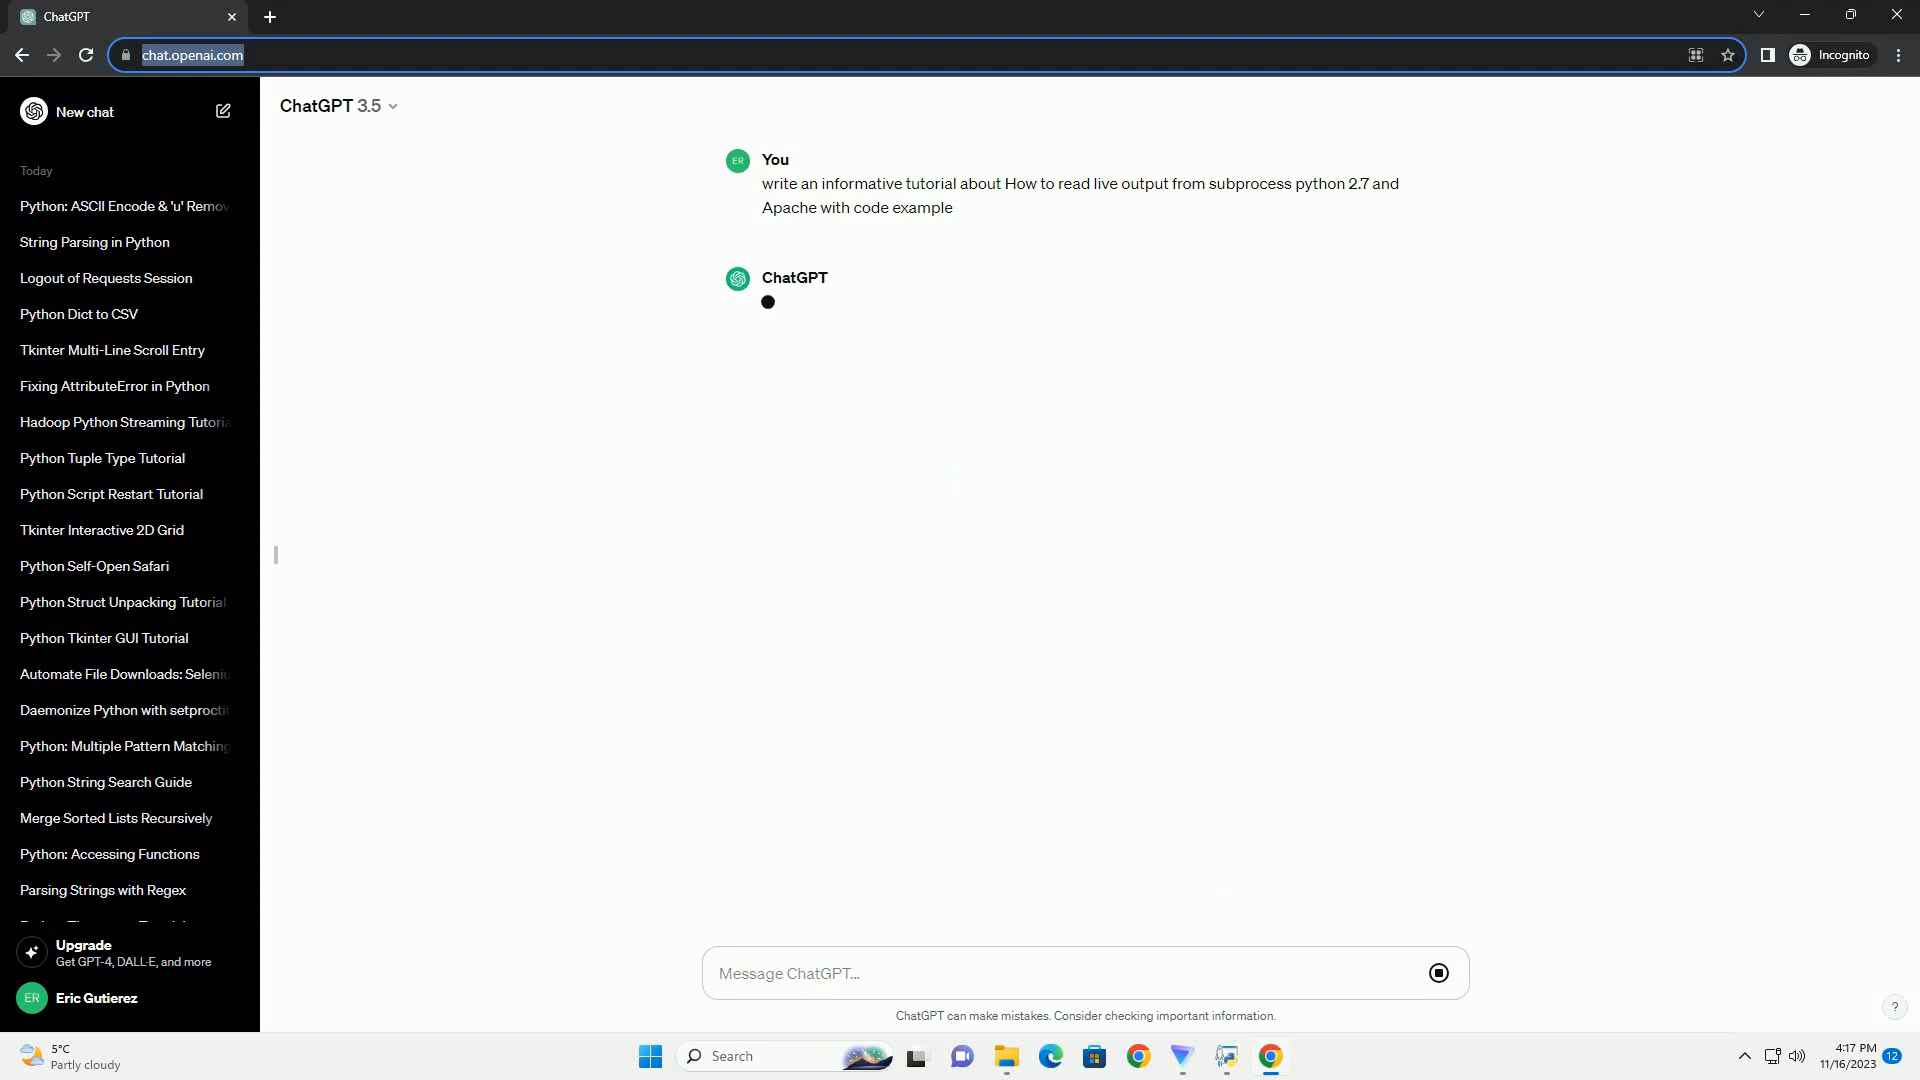 ChatGPT
chat.openai.com
Incognito
New chat
Today
Python: ASCII Encode & 'u' Remov
String Parsing in Python
Logout of Requests Session
Python Dict to CSV
Tkinter Multi-Line Scroll Entry
Fixing AttributeError in Python
Hadoop Python Streaming Tutoria
Python Tuple Type Tutorial
Python Script Restart Tutorial
Tkinter Interactive 2D Grid
Python Self-Open Safari
Python Struct Unpacking Tutorial
Python Tkinter GUI Tutorial
Automate File Downloads: Seleniu
Daemonize Python with setproctit
Python: Multiple Pattern Matching
Python String Search Guide
Merge Sorted Lists Recursively
Python: Accessing Functions
Parsing Strings with Regex
Upgrade
Get GPT-4, DALL·E, and more
ER
Eric Gutierez
ChatGPT 3.5
ER
You
write an informative tutorial about How to read live output from subprocess python 2.7 and
Apache with code example
ChatGPT
Message ChatGPT...
ChatGPT can make mistakes. Consider checking important information.
?
5°C
Partly cloudy
Search
4:17 PM
11/16/2023
12